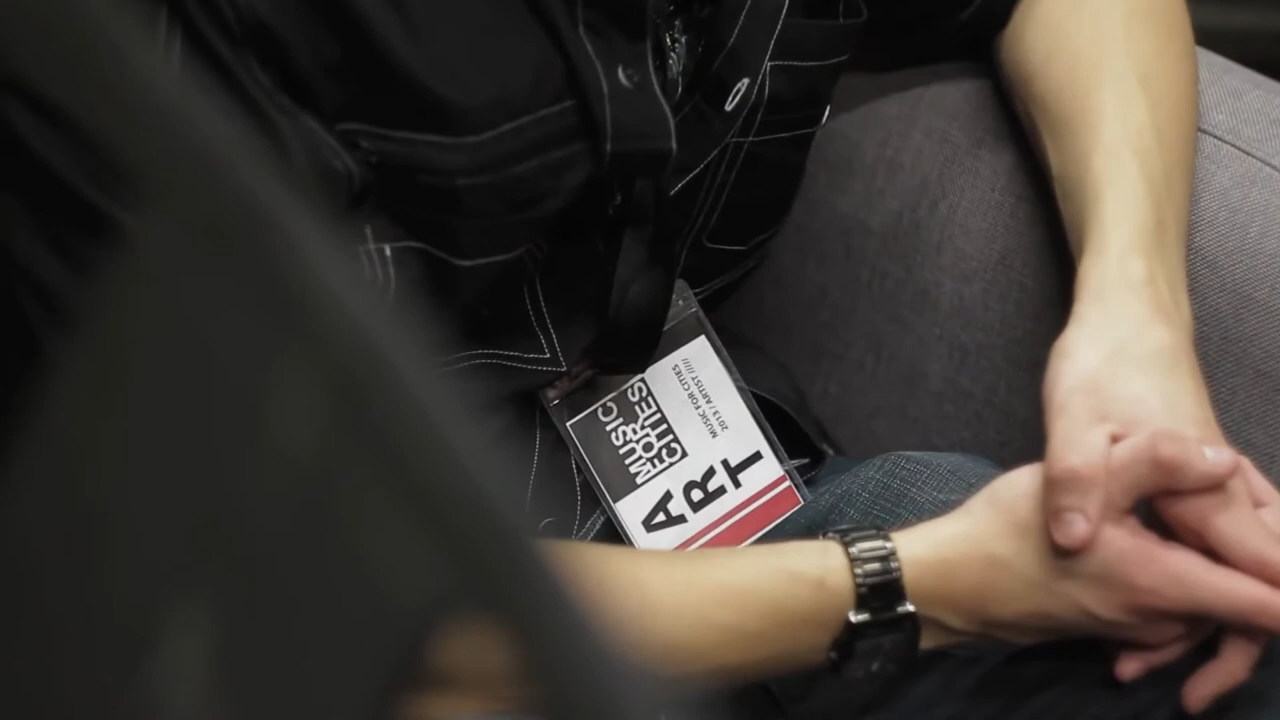 MUSIC
FOR
CITIES
MUSIC FOR CITIES
2013 / ARTIST /////
ART